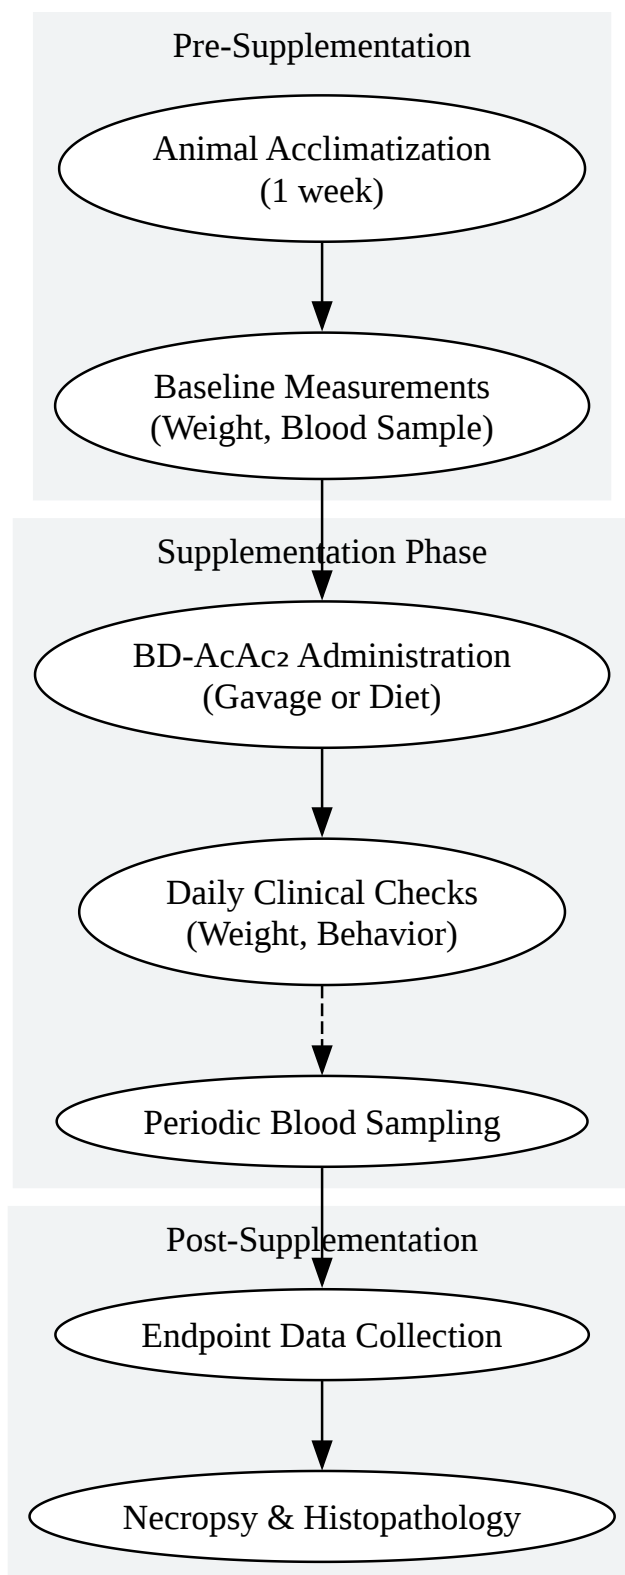 Pre-Supplementation
Animal Acclimatization
(1 week)
Baseline Measurements
(Weight, Blood Sample)
Supplementation Phase
BD-AcAc₂ Administration
(Gavage or Diet)
Daily Clinical Checks
(Weight, Behavior)
Periodic Blood Sampling
Post-Supplementation
Endpoint Data Collection
Necropsy & Histopathology